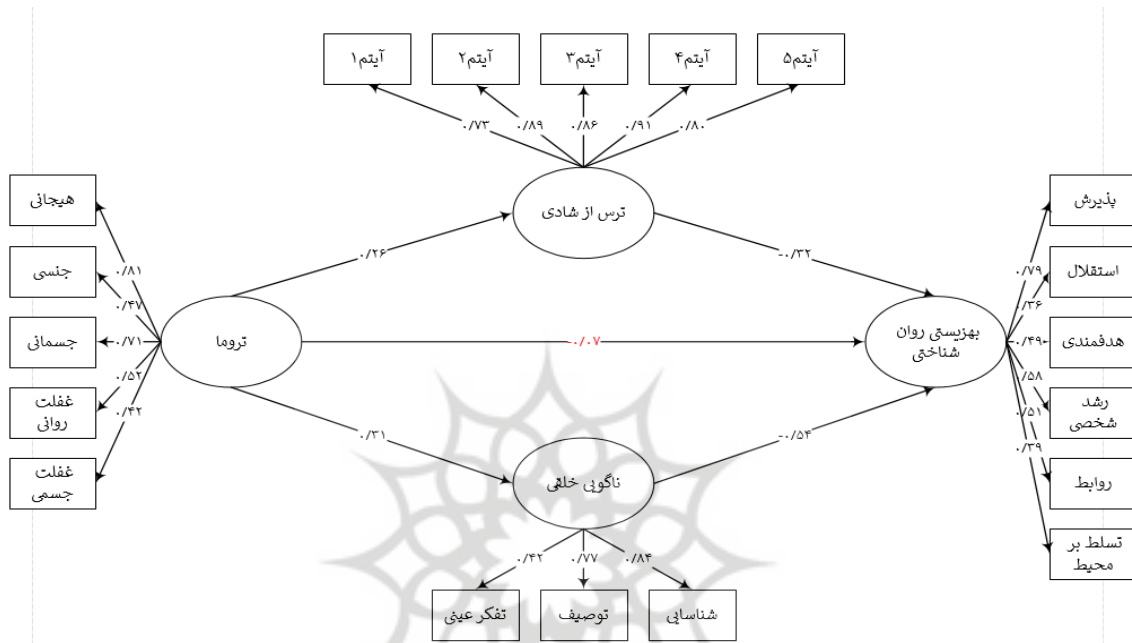 آیتم۵
آیتم۴
آیتم۳
آیتم۲
آیتم۱
۰/۸۰
۰/۹۱
۰/۸۶
۰/۸۹
۰/۷۳
ترس از شادی
پذیرش
استقلال
هدفمندی
رشد
شخصی
روابط
تسلط بر
محیط
۰/۷۹
۰/۳۶
۰/۴۹
۰/۵۸
۰/۵۱
۰/۳۹
بهزیستی روان
شناختی
-۰/۳۲
-۰/۰۷
-۰/۵۴
۰/۲۶
۰/۳۱
تروما
هیجانی
جنسی
جسمانی
غفلت
روانی
غفلت
جسمی
۰/۸۱
۰/۴۷
۰/۷۱
۰/۵۲
۰/۴۲
ناگویی خلقی
۰/۸۴
۰/۷۷
۰/۴۲
شناسایی
توصیف
تفکر عینی